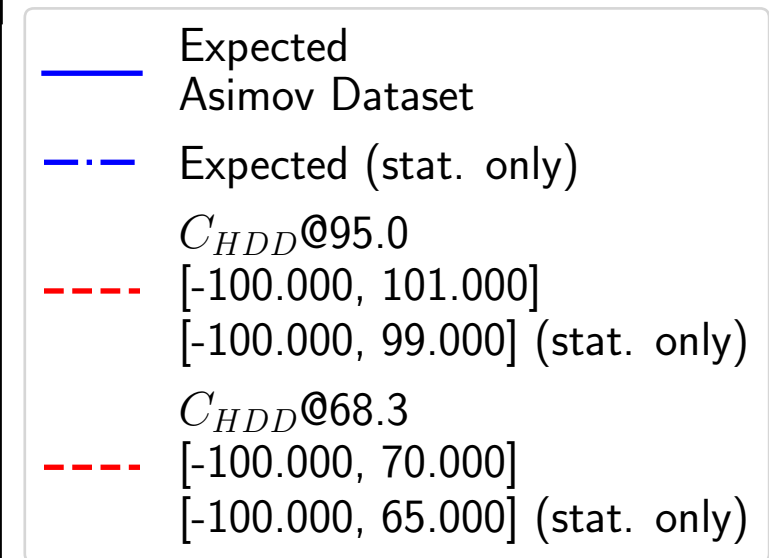 Expected
Asimov Dataset
Expected (stat. only)
C_{HDD}@95.0
[-100.000, 101.000]
[-100.000, 99.000] (stat. only)
C_{HDD}@68.3
[-100.000, 70.000]
[-100.000, 65.000] (stat. only)